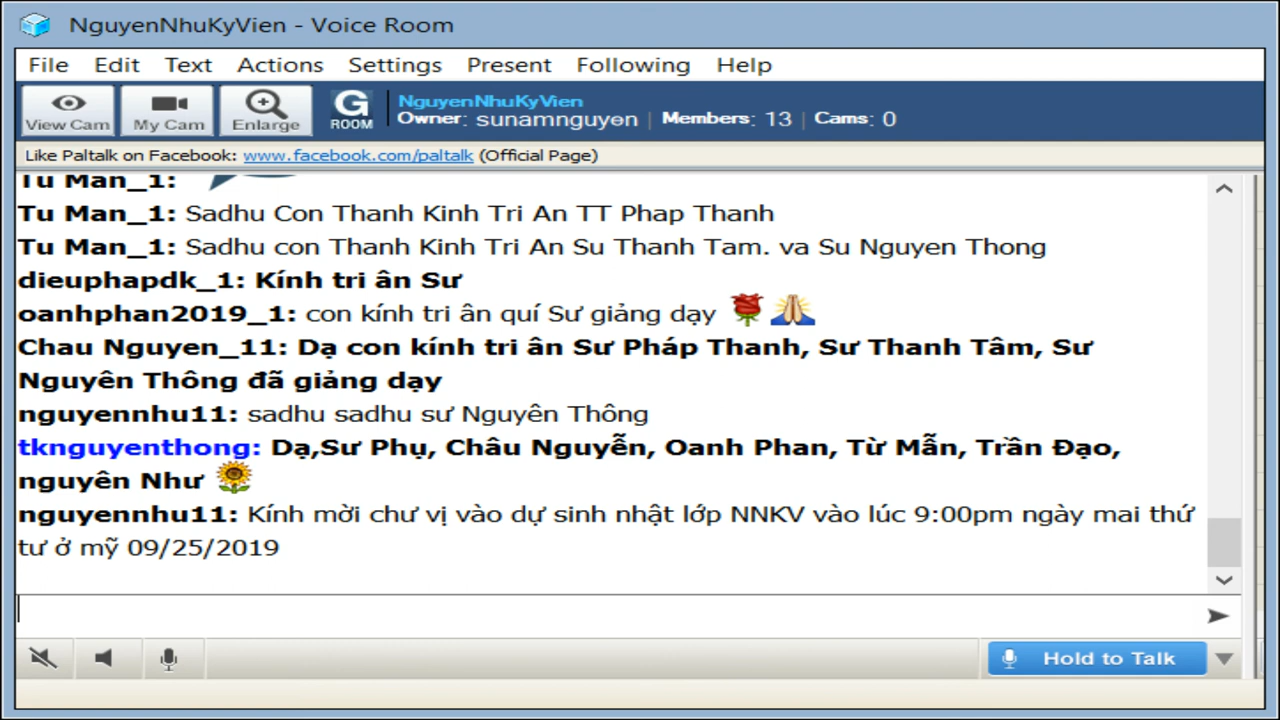 NguyenNhuKyVien - Voice Room
File Edit Text Actions Settings Present Following Help
View Cam My Cam Enlarge G ROOM NguyenNhuKyVien
Owner: sunamnguyen | Members: 13 | Cams: 0
Like Paltalk on Facebook: www.facebook.com/paltalk (Official Page)
Tu Man_1:
Tu Man_1: Sadhu Con Thanh Kinh Tri An TT Phap Thanh
Tu Man_1: Sadhu con Thanh Kinh Tri An Su Thanh Tam. va Su Nguyen Thong
dieuphapdk_1: Kính tri ân Sư
oanhphan2019_1: con kính tri ân quí Sư giảng dạy
Chau Nguyen_11: Dạ con kính tri ân Sư Pháp Thanh, Sư Thanh Tâm, Sư
Nguyên Thông đã giảng dạy
nguyennhu11: sadhu sadhu sư Nguyên Thông
tknguyenthong: Dạ,Sư Phụ, Châu Nguyễn, Oanh Phan, Từ Mẫn, Trần Đạo,
nguyên Như
nguyennhu11: Kính mời chư vị vào dự sinh nhật lớp NNKV vào lúc 9:00pm ngày mai thứ
tư ở mỹ 09/25/2019
Hold to Talk